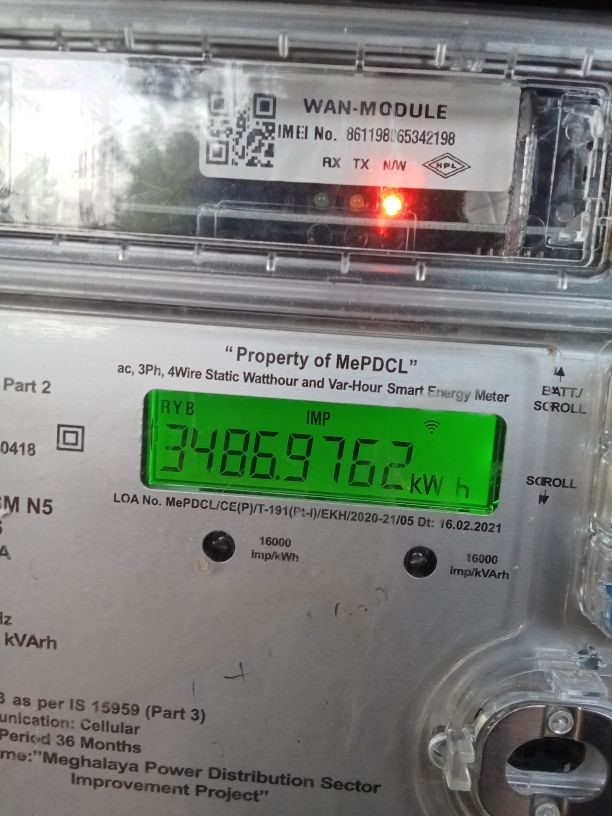 WAN-MODULE
IMEI No. 861198065342198
RX TX N/W HPL
"Property of MePDCL"
ac, 3Ph, 4Wire Static Watthour and Var-Hour Smart Energy Meter
Part 2
BATT./
SCROLL
RYB IMP
3486.9762 kW h
0418
SCROLL
LOA No. MePDCL/CE(P)/T-191(Pt-I)/EKH/2020-21/05 Dt: 16.02.2021
M N5
A
16000
imp/kWh
16000
imp/kVArh
Hz
kVArh
as per IS 15959 (Part 3)
Cellular
Period 36 Months
"Meghalaya Power Distribution Sector
Improvement Project"